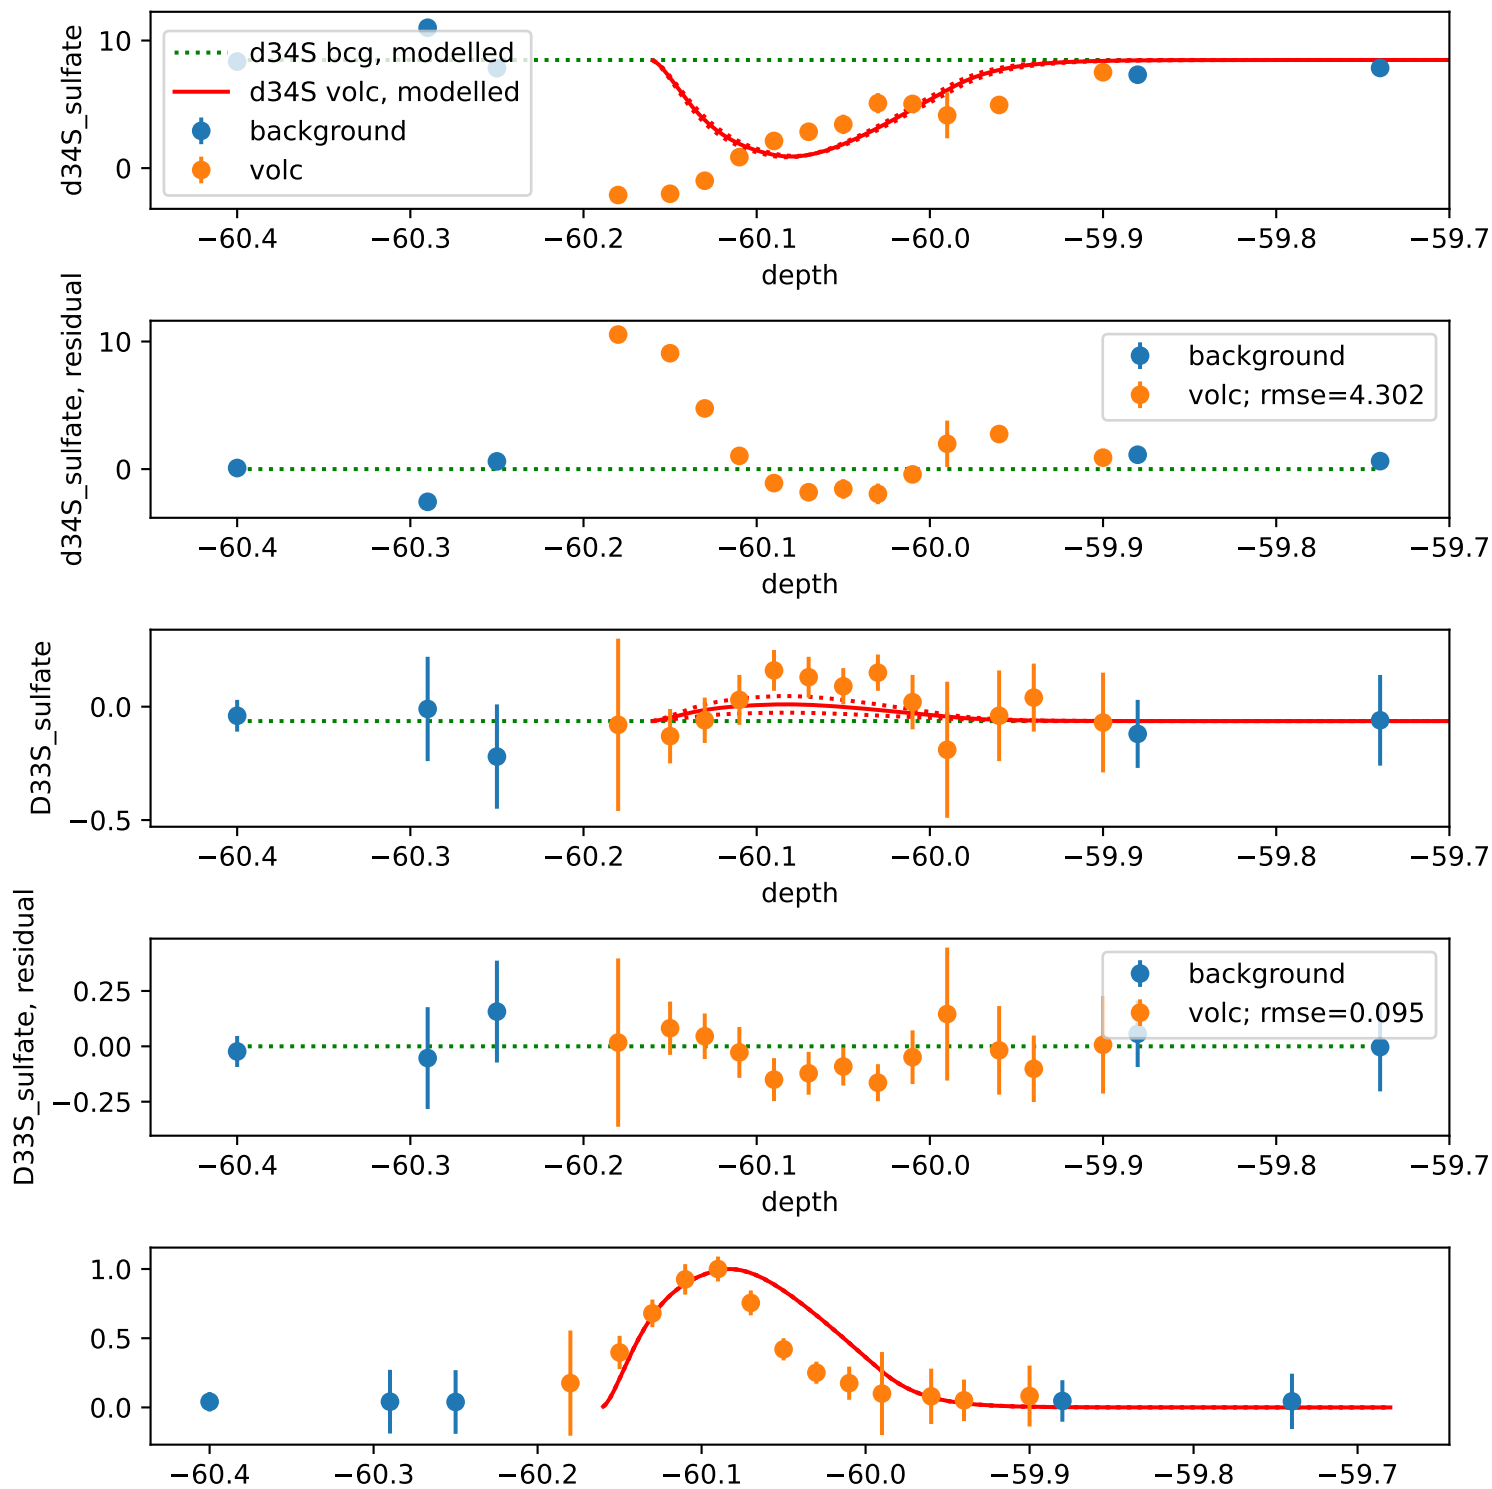 d34S_sulfate
10
0
d34S bcg, modelled
d34S volc, modelled
background
volc
−60.4 −60.3 −60.2 −60.1 −60.0 −59.9 −59.8 −59.7
depth
d34S_sulfate, residual
10
0
background
volc; rmse=4.302
−60.4 −60.3 −60.2 −60.1 −60.0 −59.9 −59.8 −59.7
depth
D33S_sulfate
0.0
−0.5
−60.4 −60.3 −60.2 −60.1 −60.0 −59.9 −59.8 −59.7
depth
D33S_sulfate, residual
0.25
0.00
−0.25
background
volc; rmse=0.095
−60.4 −60.3 −60.2 −60.1 −60.0 −59.9 −59.8 −59.7
depth
1.0
0.5
0.0
−60.4 −60.3 −60.2 −60.1 −60.0 −59.9 −59.8 −59.7